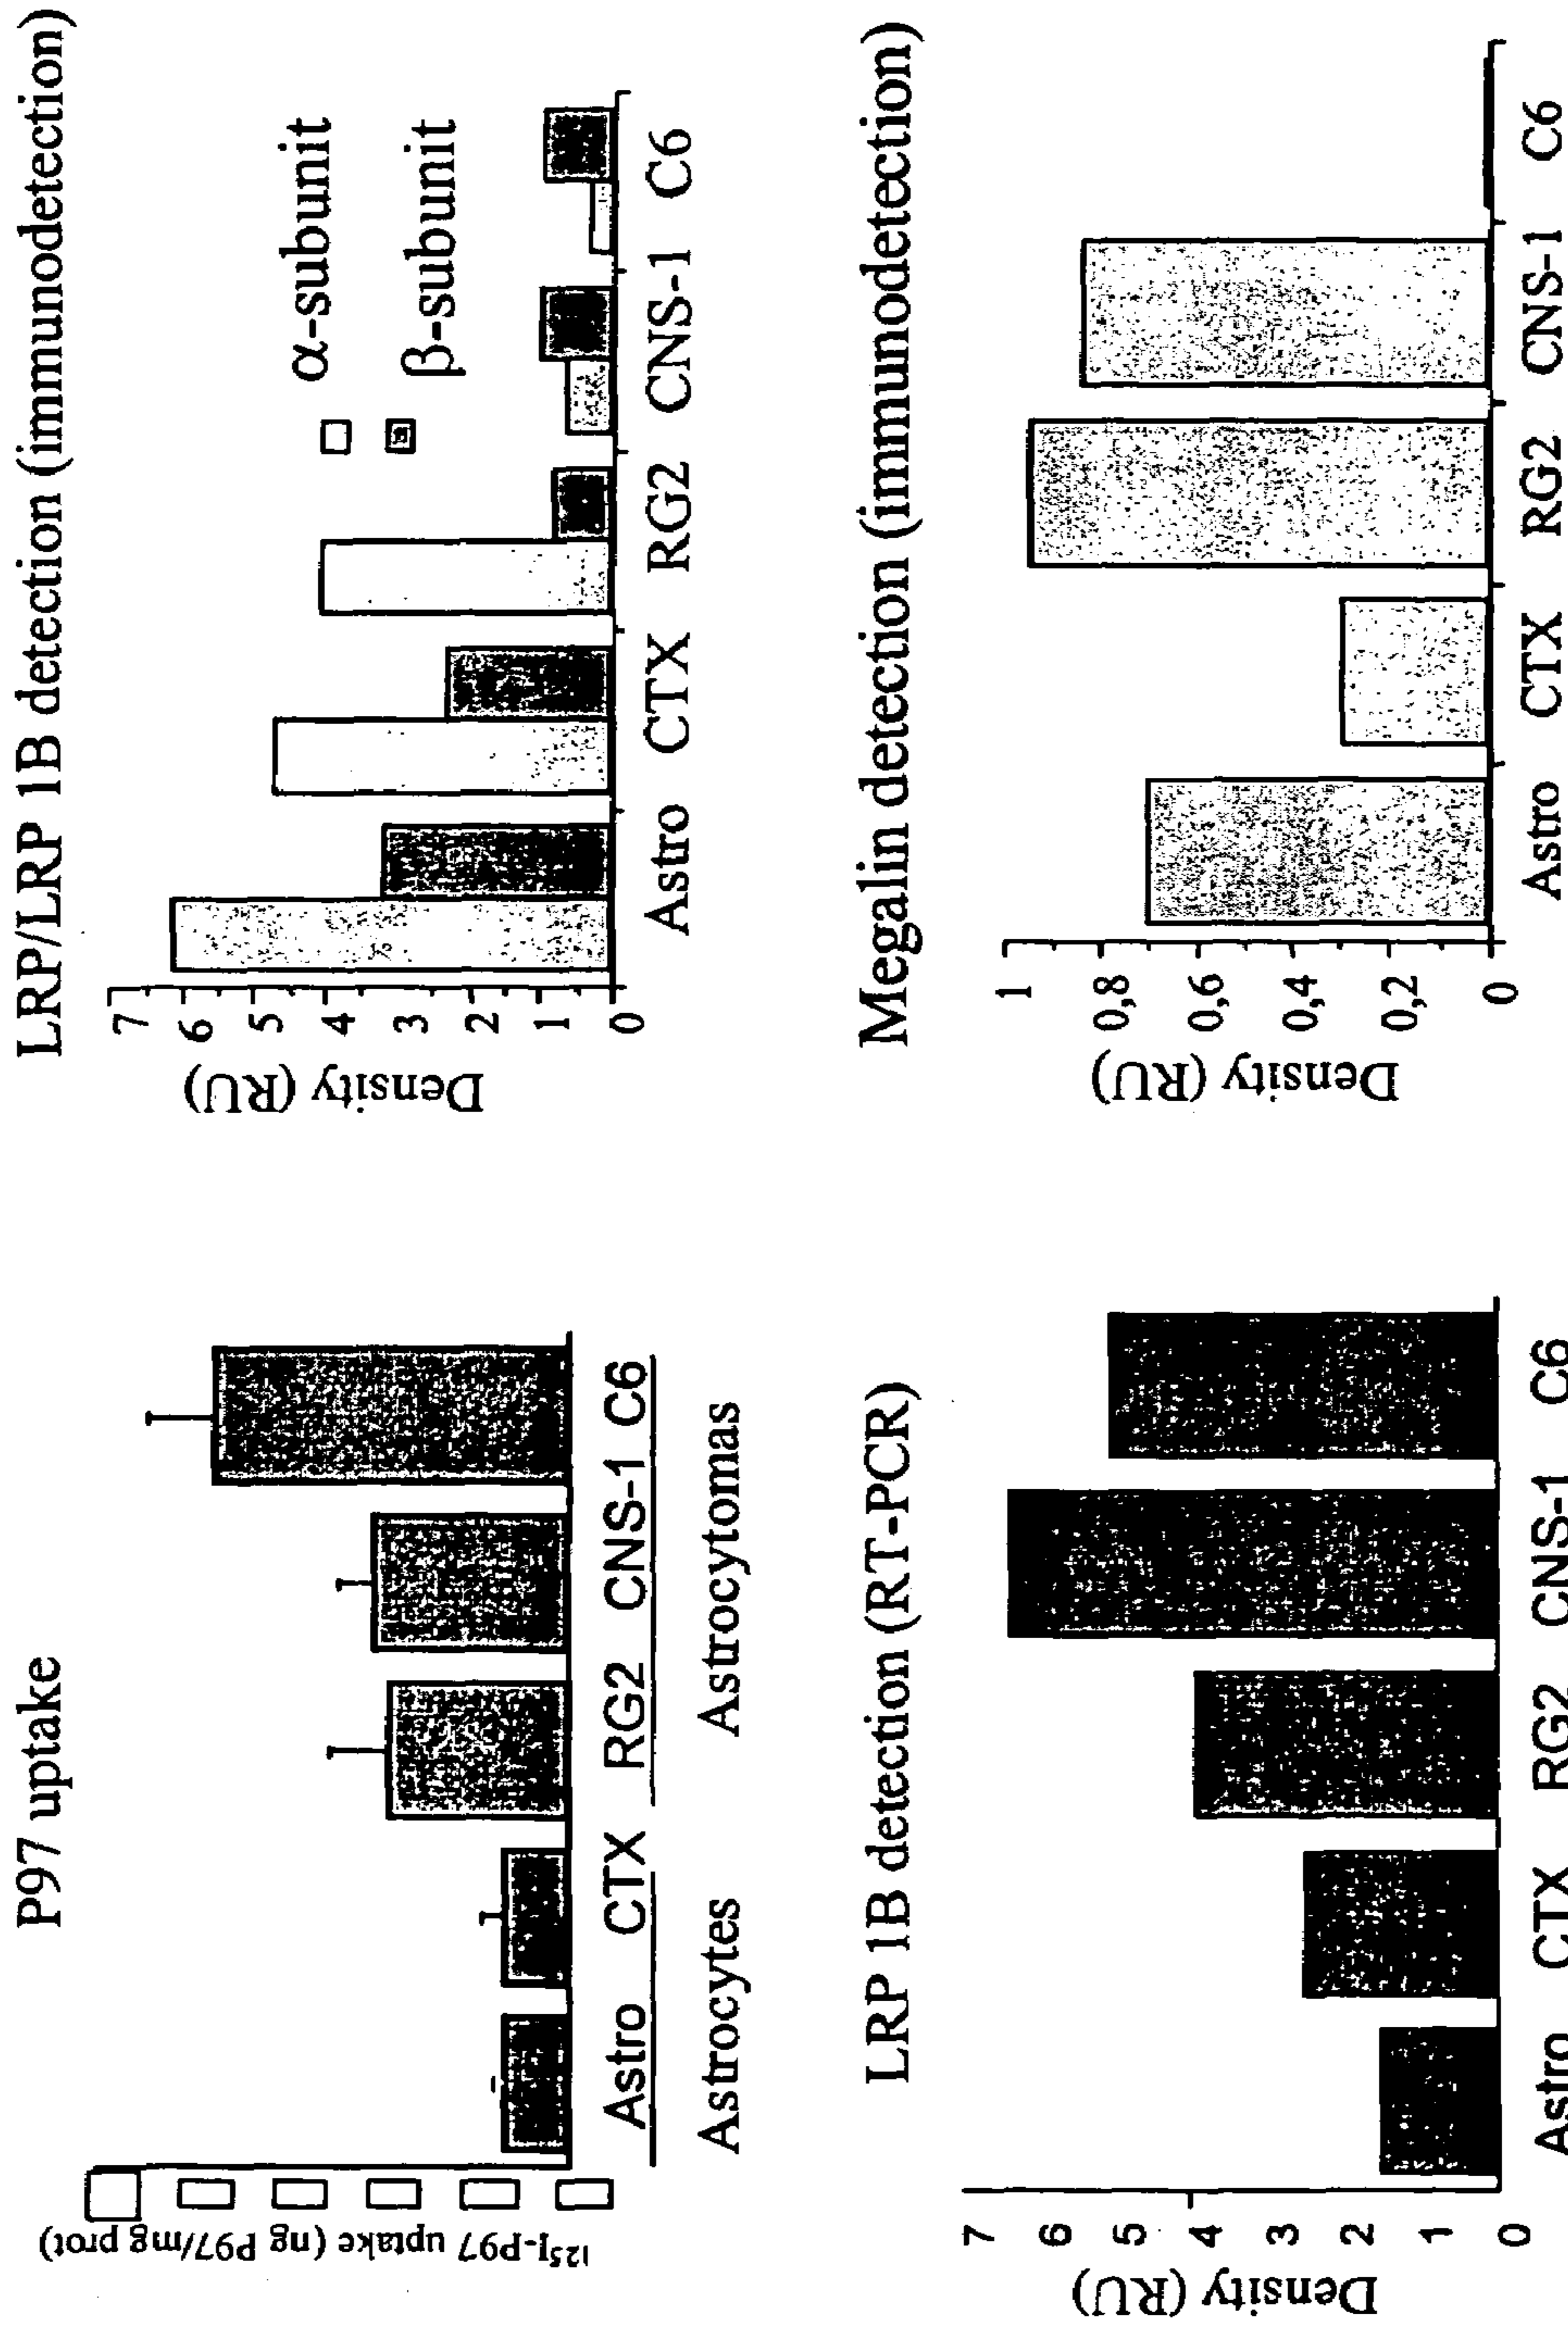 P97 uptake
¹²⁵I-P97 uptake (ng P97/mg prot)
Astro CTX RG2 CNS-1 C6
Astrocytes Astrocytomas
LRP/LRP 1B detection (immunodetection)
α-subunit
β-subunit
Density (RU)
7
6
5
4
3
2
1
0
Astro CTX RG2 CNS-1 C6
LRP 1B detection (RT-PCR)
Density (RU)
7
6
5
4
3
2
1
0
Astro CTX RG2 CNS-1 C6
Megalin detection (immunodetection)
Density (RU)
1
0,8
0,6
0,4
0,2
0
Astro CTX RG2 CNS-1 C6